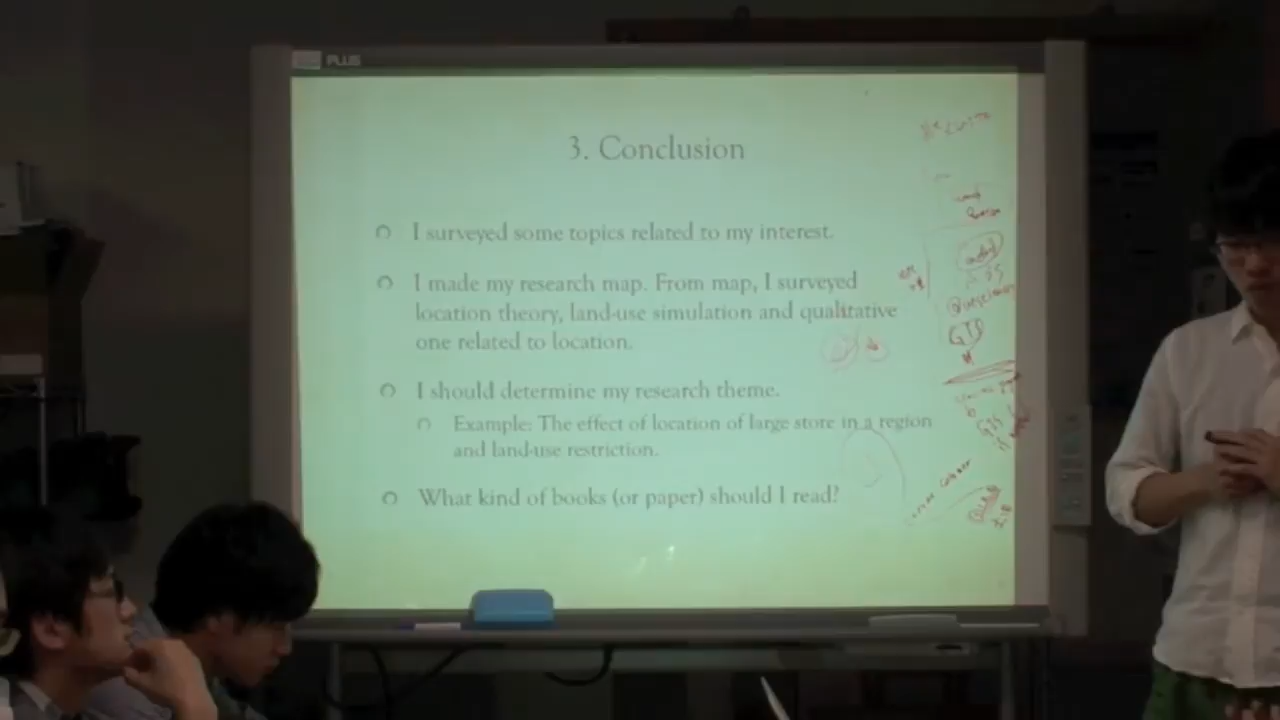 PLUS
3. Conclusion
I surveyed some topics related to my interest.
I made my research map. From map, I surveyed
location theory, land-use simulation and qualitative
one related to location.
I should determine my research theme.
Example: The effect of location of large store in a region
and land-use restriction.
What kind of books (or paper) should I read?